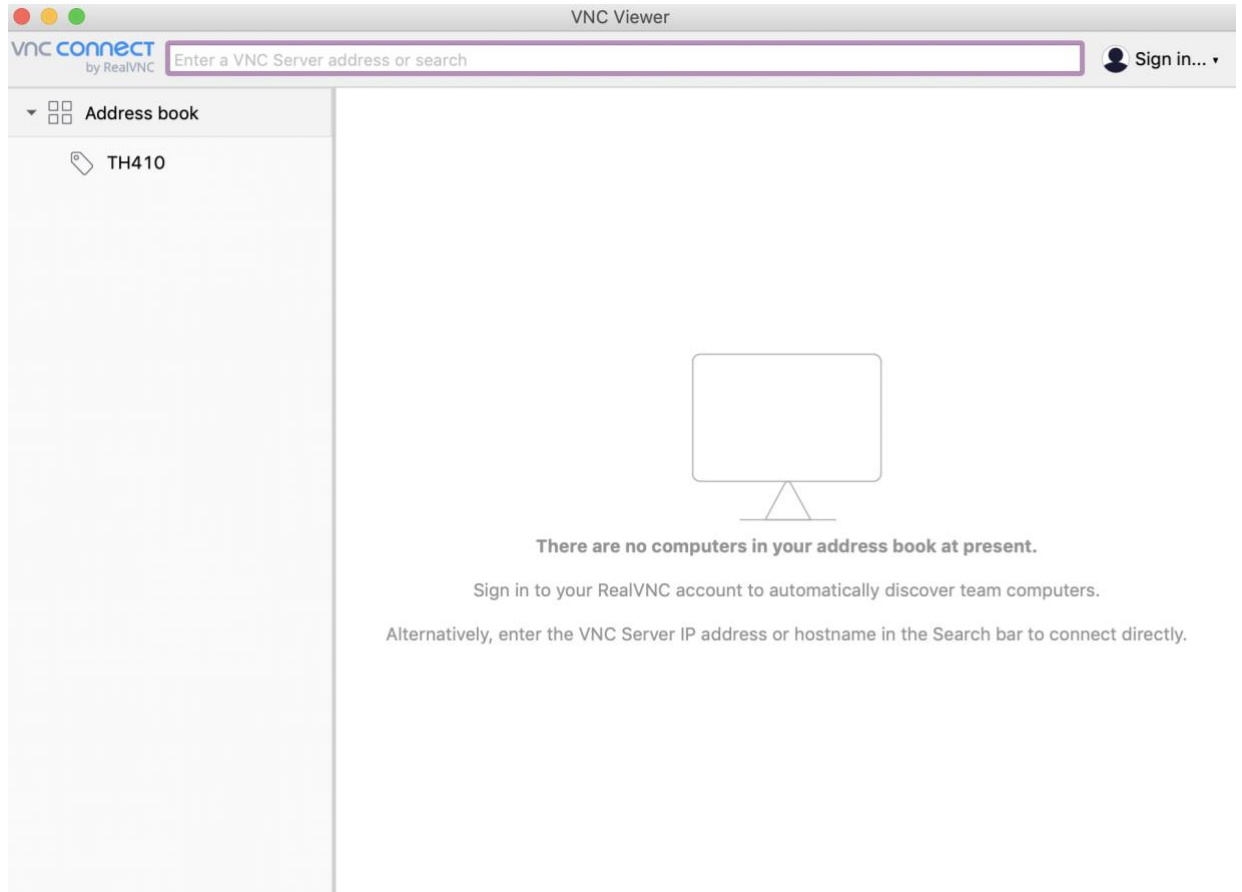 VNC Viewer
VNC CONNECT
by RealVNC
Enter a VNC Server address or search
Sign in...
Address book
TH410
There are no computers in your address book at present.
Sign in to your RealVNC account to automatically discover team computers.
Alternatively, enter the VNC Server IP address or hostname in the Search bar to connect directly.